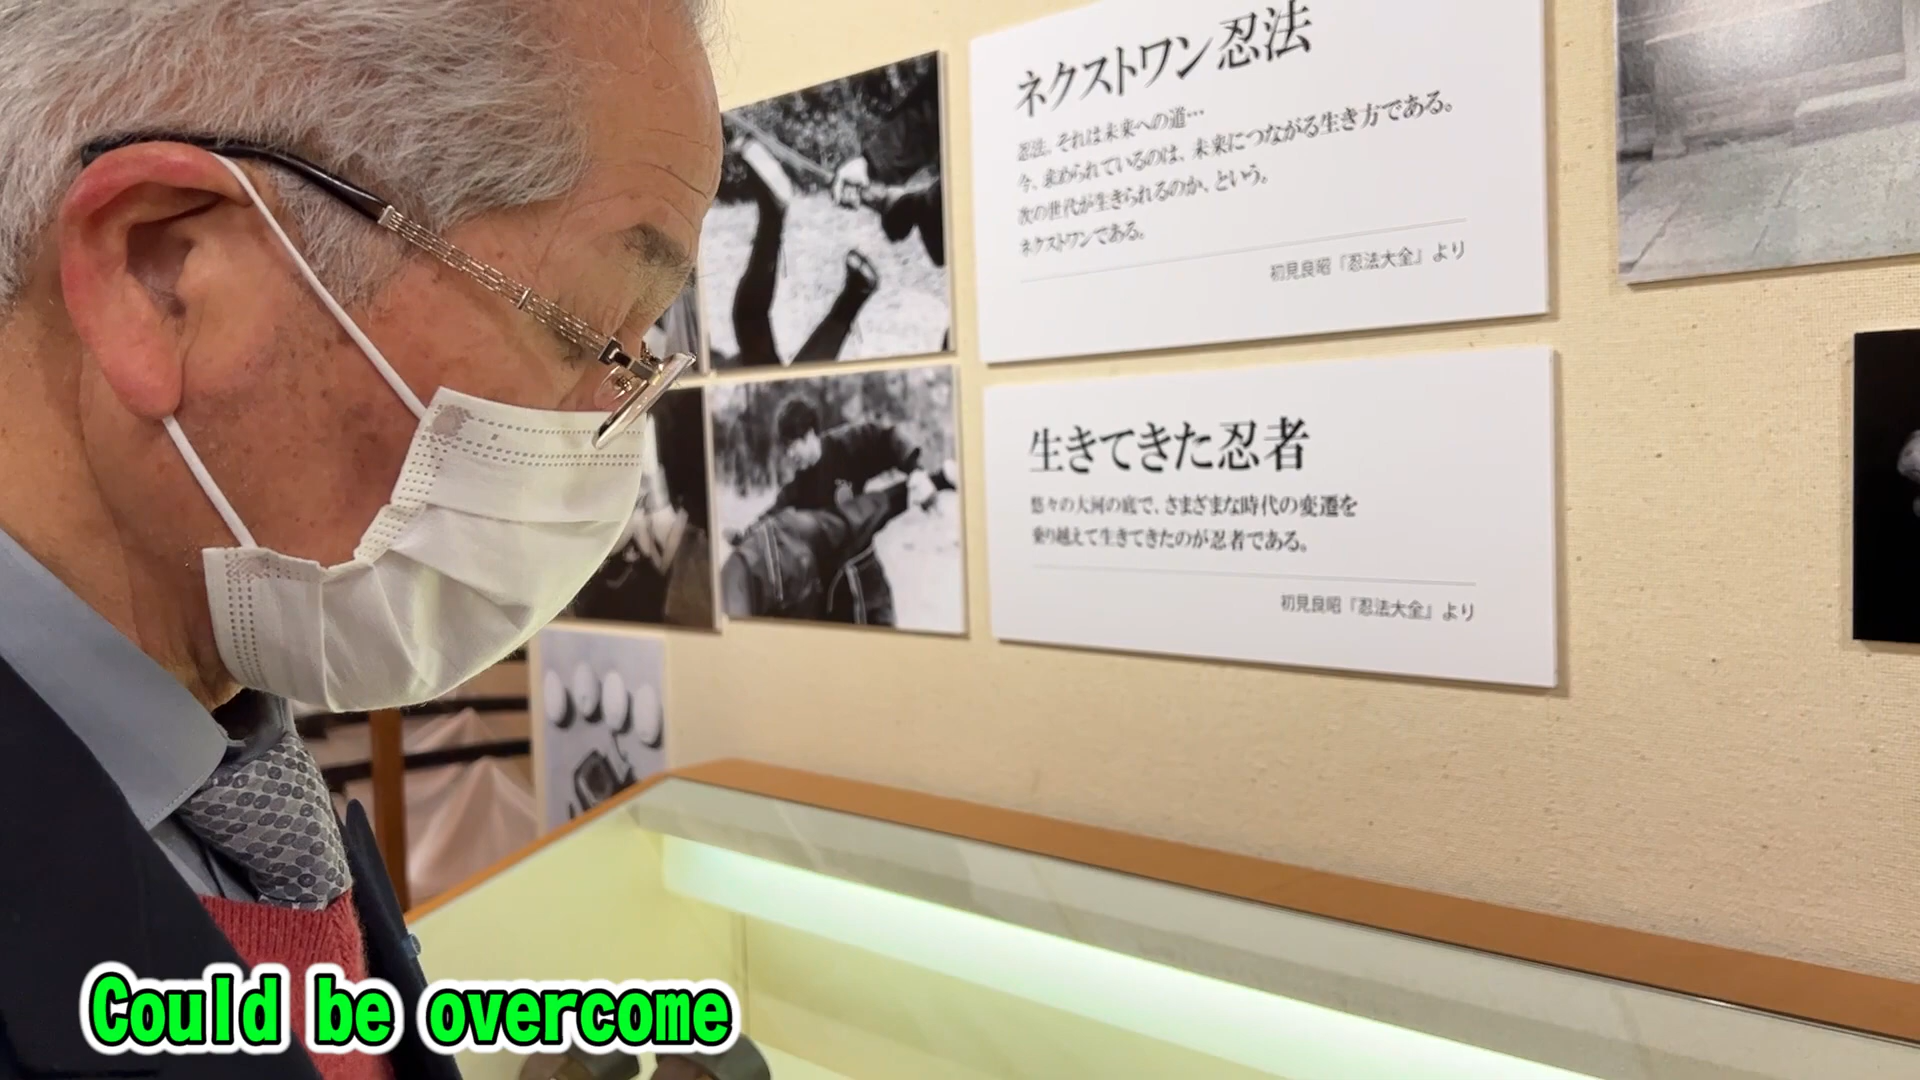 ネクストワン忍法
忍法、それは未来への道…
今、求められているのは、未来につながる生き方である。
次の世代が生きられるのか、という。
ネクストワンである。
初見良昭『忍法大全』より
生きてきた忍者
悠々の大河の底で、さまざまな時代の変遷を
乗り越えて生きてきたのが忍者である。
初見良昭『忍法大全』より
Could be overcome